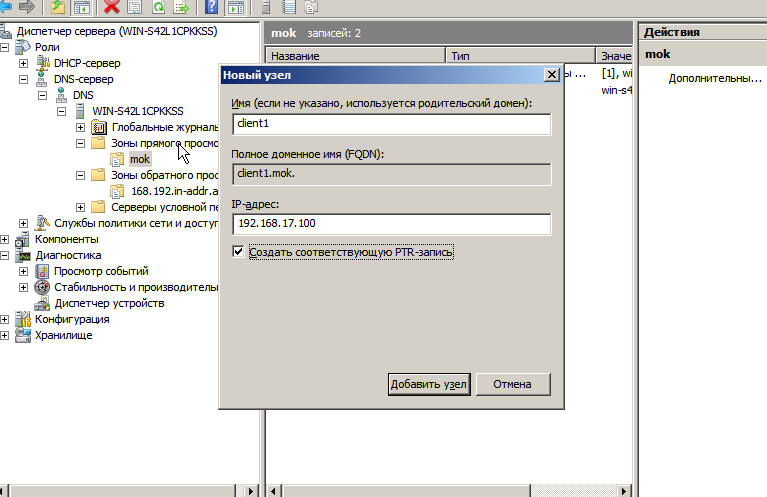 Диспетчер сервера (WIN-S42L1CPKKSS)
Роли
DHCP-сервер
DNS-сервер
DNS
WIN-S42L1CPKKSS
Глобальные журналь
Зоны прямого просмо
mok
Зоны обратного прос
168.192.in-addr.a
Серверы условной пе
Службы политики сети и доступ
Компоненты
Диагностика
Просмотр событий
Стабильность и производитель
Диспетчер устройств
Конфигурация
Хранилище
mok записей: 2
Название Тип Значе
ы ... [1], wi
win-s4
Новый узел
Имя (если не указано, используется родительский домен):
client1
Полное доменное имя (FQDN):
client1.mok.
IP-адрес:
192.168.17.100
Создать соответствующую PTR-запись
Добавить узел Отмена
Действия
mok
Дополнительны...